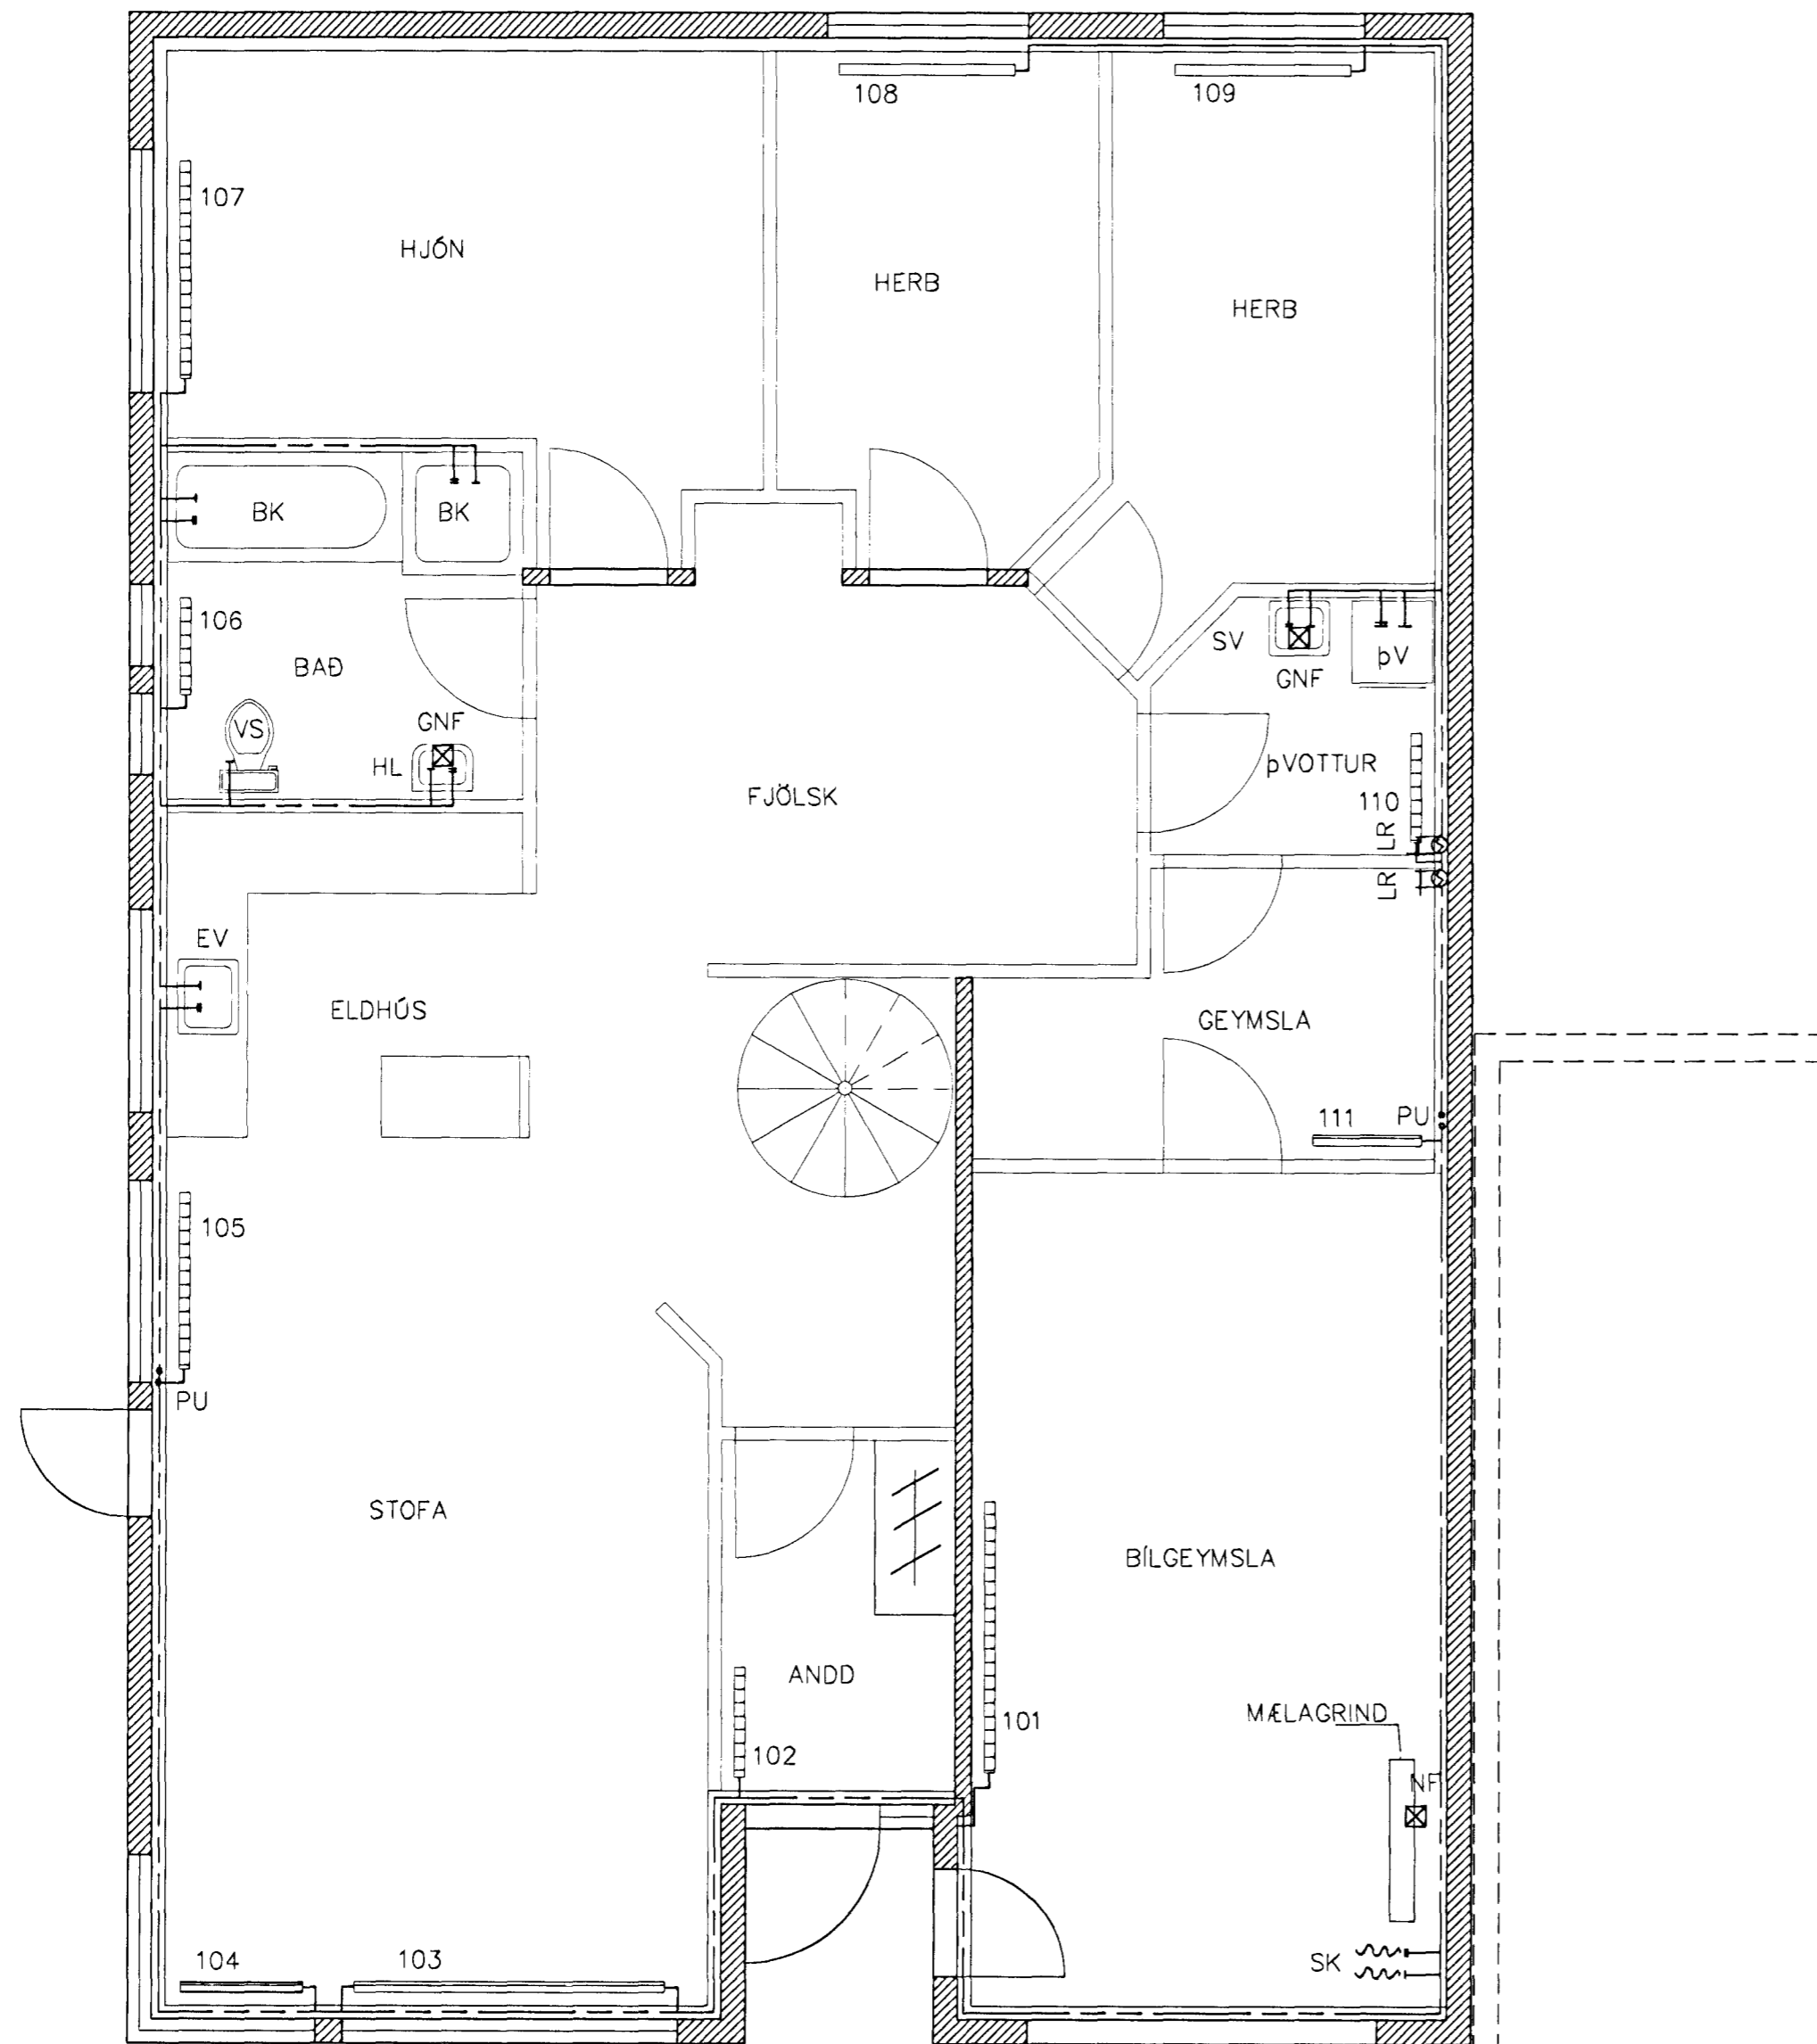 108
109
107
HJÓN
HERB
HERB
BK
BK
106
BAÐ
SV
ÞV
GNF
VS
GNF
HL
ÞVOTTUR
FJÖLSK
110
LR
LR
EV
ELDHÚS
GEYMSLA
111
PU
105
PU
STOFA
BÍLGEYMSLA
ANDD
MÆLAGRIND
101
102
NF
104
103
SK